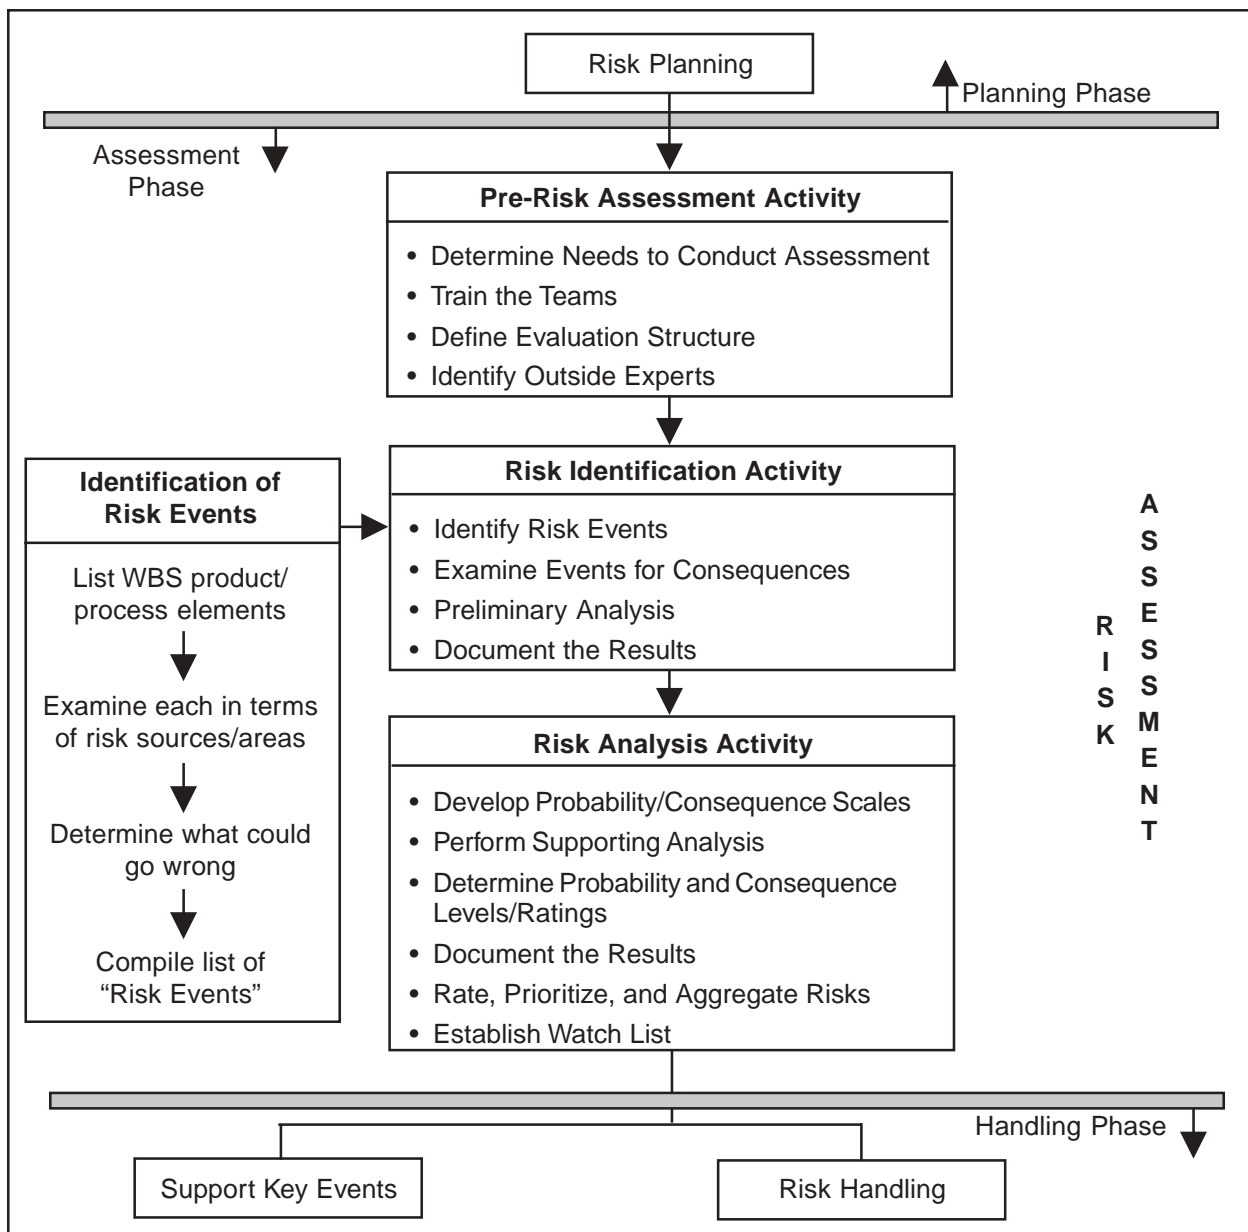 Risk Planning
Planning Phase
Assessment
Phase
Pre-Risk Assessment Activity
• Determine Needs to Conduct Assessment
• Train the Teams
• Define Evaluation Structure
• Identify Outside Experts
Identification of
Risk Events
List WBS product/
process elements
Examine each in terms
of risk sources/areas
Determine what could
go wrong
Compile list of
“Risk Events”
Risk Identification Activity
• Identify Risk Events
• Examine Events for Consequences
• Preliminary Analysis
• Document the Results
Risk Analysis Activity
• Develop Probability/Consequence Scales
• Perform Supporting Analysis
• Determine Probability and Consequence
Levels/Ratings
• Document the Results
• Rate, Prioritize, and Aggregate Risks
• Establish Watch List
RISK
ASSESSMENT
Handling Phase
Support Key Events
Risk Handling